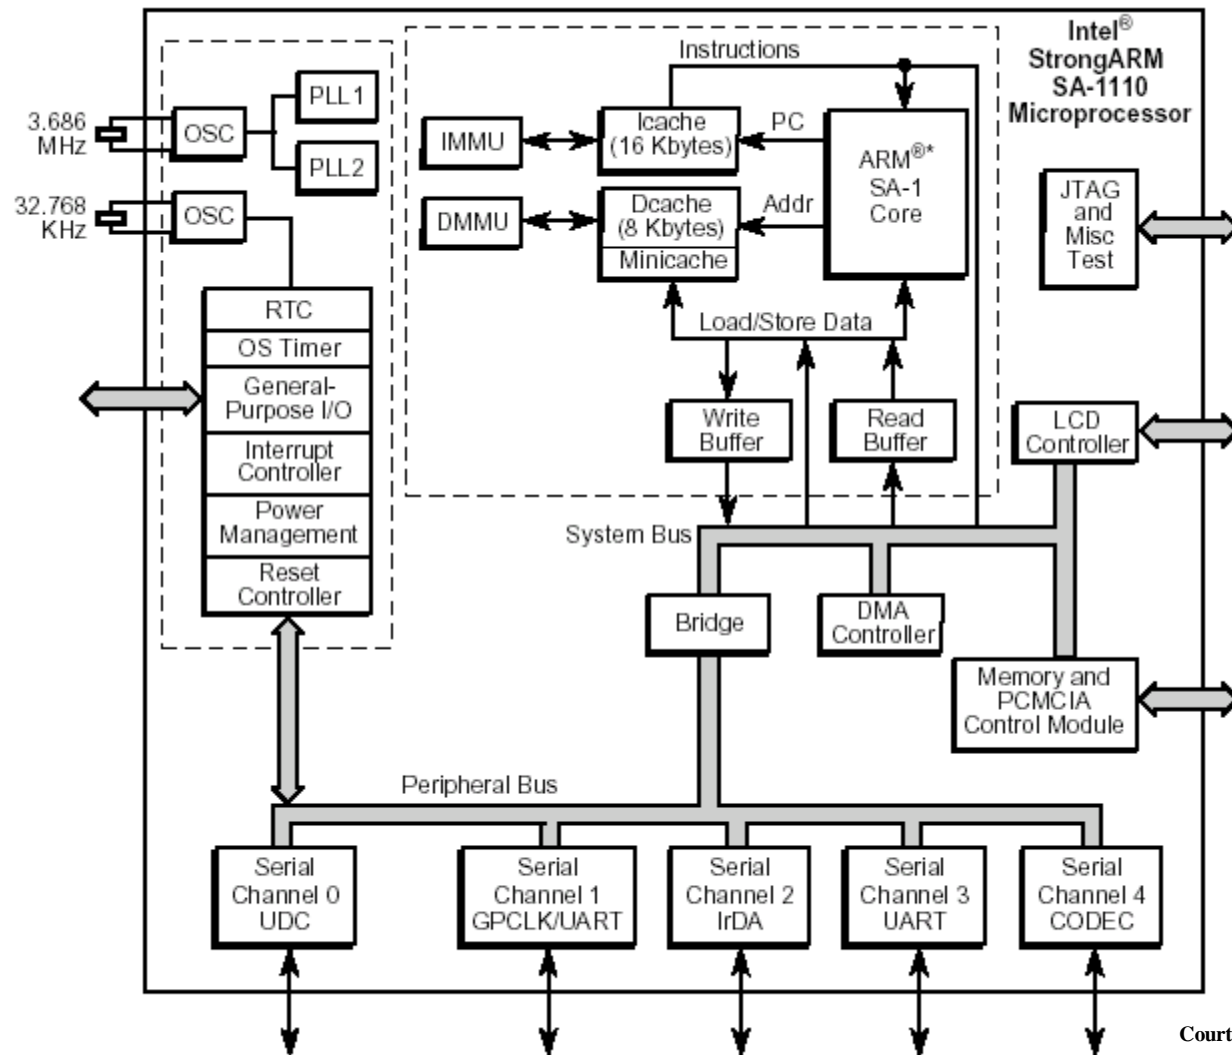 Intel®
StrongARM
SA-1110
Microprocessor
Instructions
3.686
MHz
OSC
PLL1
PLL2
32.768
KHz
OSC
IMMU
Icache
(16 Kbytes)
PC
ARM®*
SA-1
Core
DMMU
Dcache
(8 Kbytes)
Minicache
Addr
JTAG
and
Misc
Test
RTC
OS Timer
General-
Purpose I/O
Interrupt
Controller
Power
Management
Reset
Controller
Load/Store Data
Write
Buffer
Read
Buffer
LCD
Controller
System Bus
Bridge
DMA
Controller
Memory and
PCMCIA
Control Module
Peripheral Bus
Serial
Channel 0
UDC
Serial
Channel 1
GPCLK/UART
Serial
Channel 2
IrDA
Serial
Channel 3
UART
Serial
Channel 4
CODEC
Court